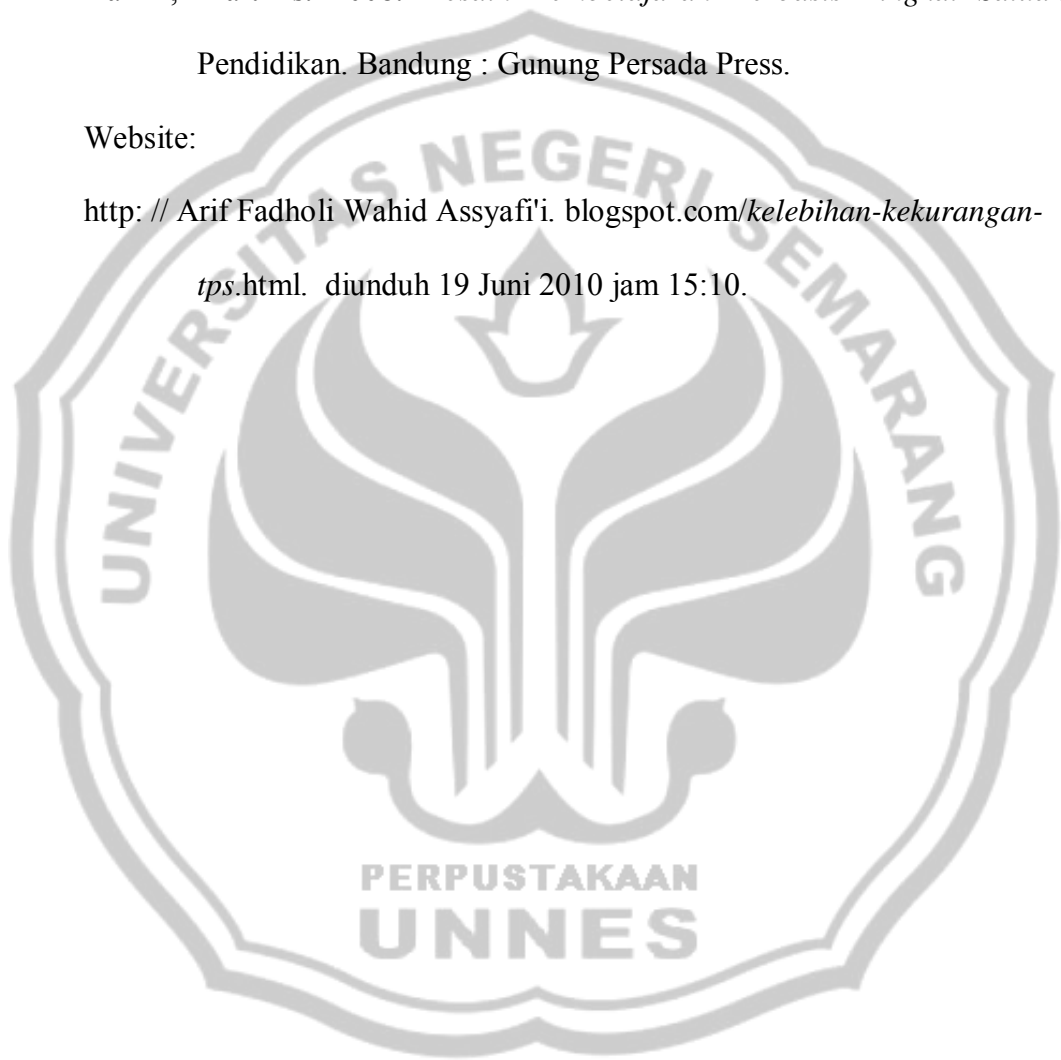 Pendidikan. Bandung : Gunung Persada Press.
Website:
http: // Arif Fadholi Wahid Assyafi'i. blogspot.com/kelebihan-kekurangan-
tps.html.  diunduh 19 Juni 2010 jam 15:10.
UNIVERSITAS NEGERI SEMARANG
PERPUSTAKAAN
UNNES